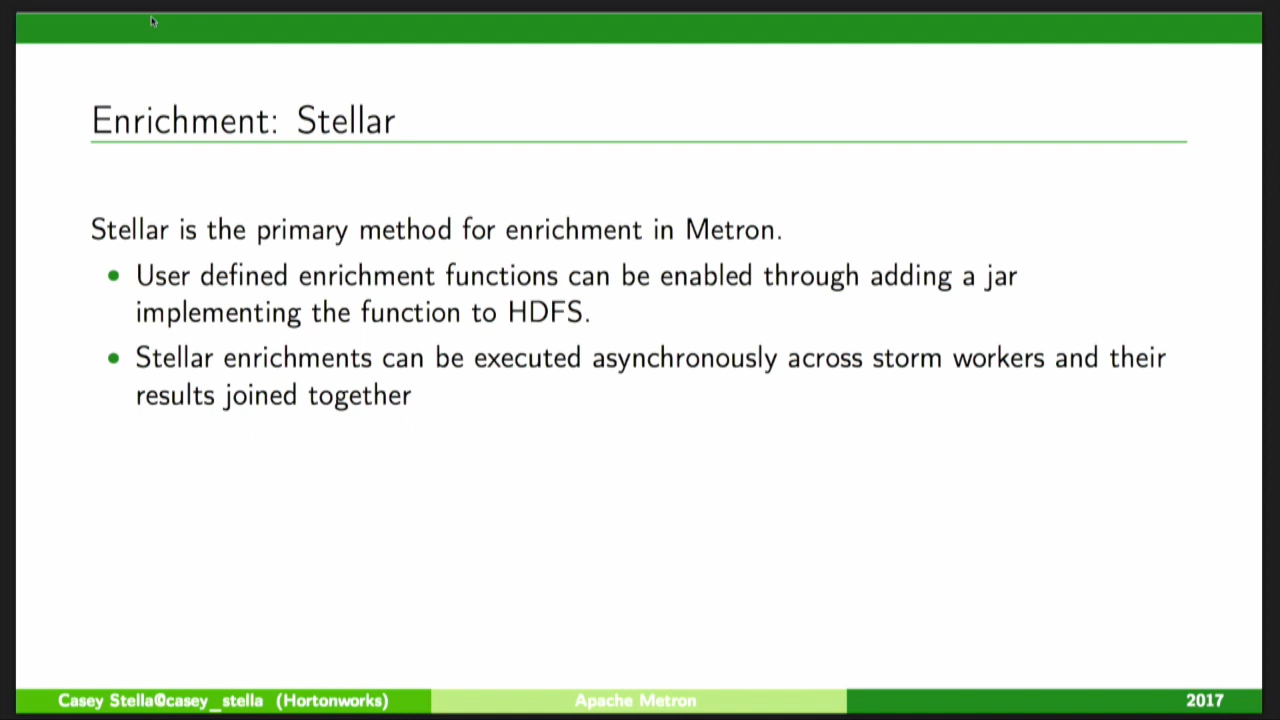 Enrichment: Stellar
Stellar is the primary method for enrichment in Metron.
User defined enrichment functions can be enabled through adding a jar
implementing the function to HDFS.
Stellar enrichments can be executed asynchronously across storm workers and their
results joined together
Casey Stella@casey_stella (Hortonworks)
Apache Metron
2017